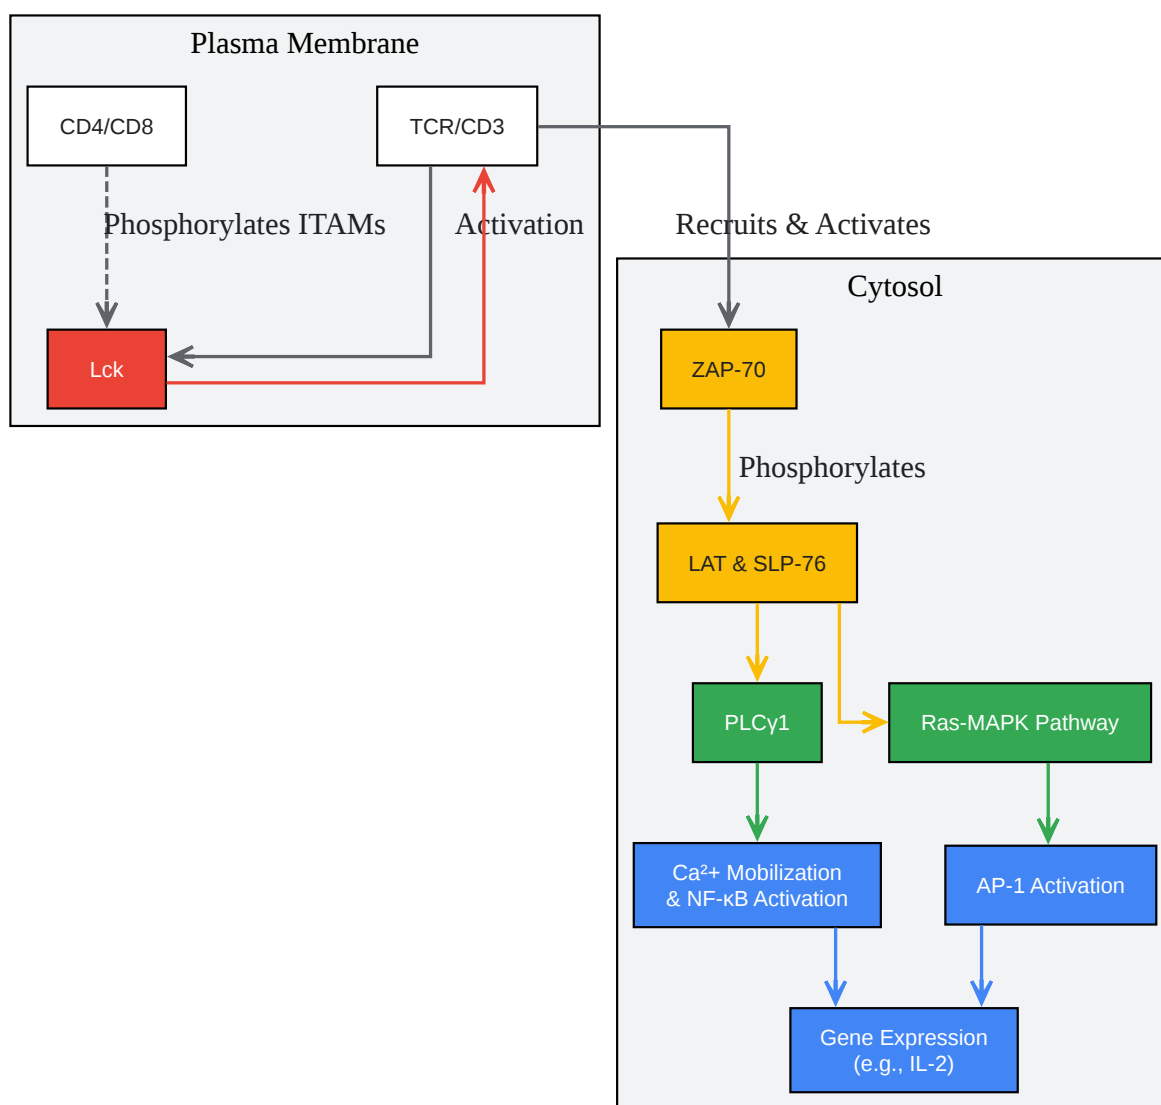 Plasma Membrane
CD4/CD8
TCR/CD3
Phosphorylates ITAMs
Activation
Recruits & Activates
Cytosol
Lck
ZAP-70
Phosphorylates
LAT & SLP-76
PLCγ1
Ras-MAPK Pathway
Ca²+ Mobilization
& NF-κB Activation
AP-1 Activation
Gene Expression
(e.g., IL-2)